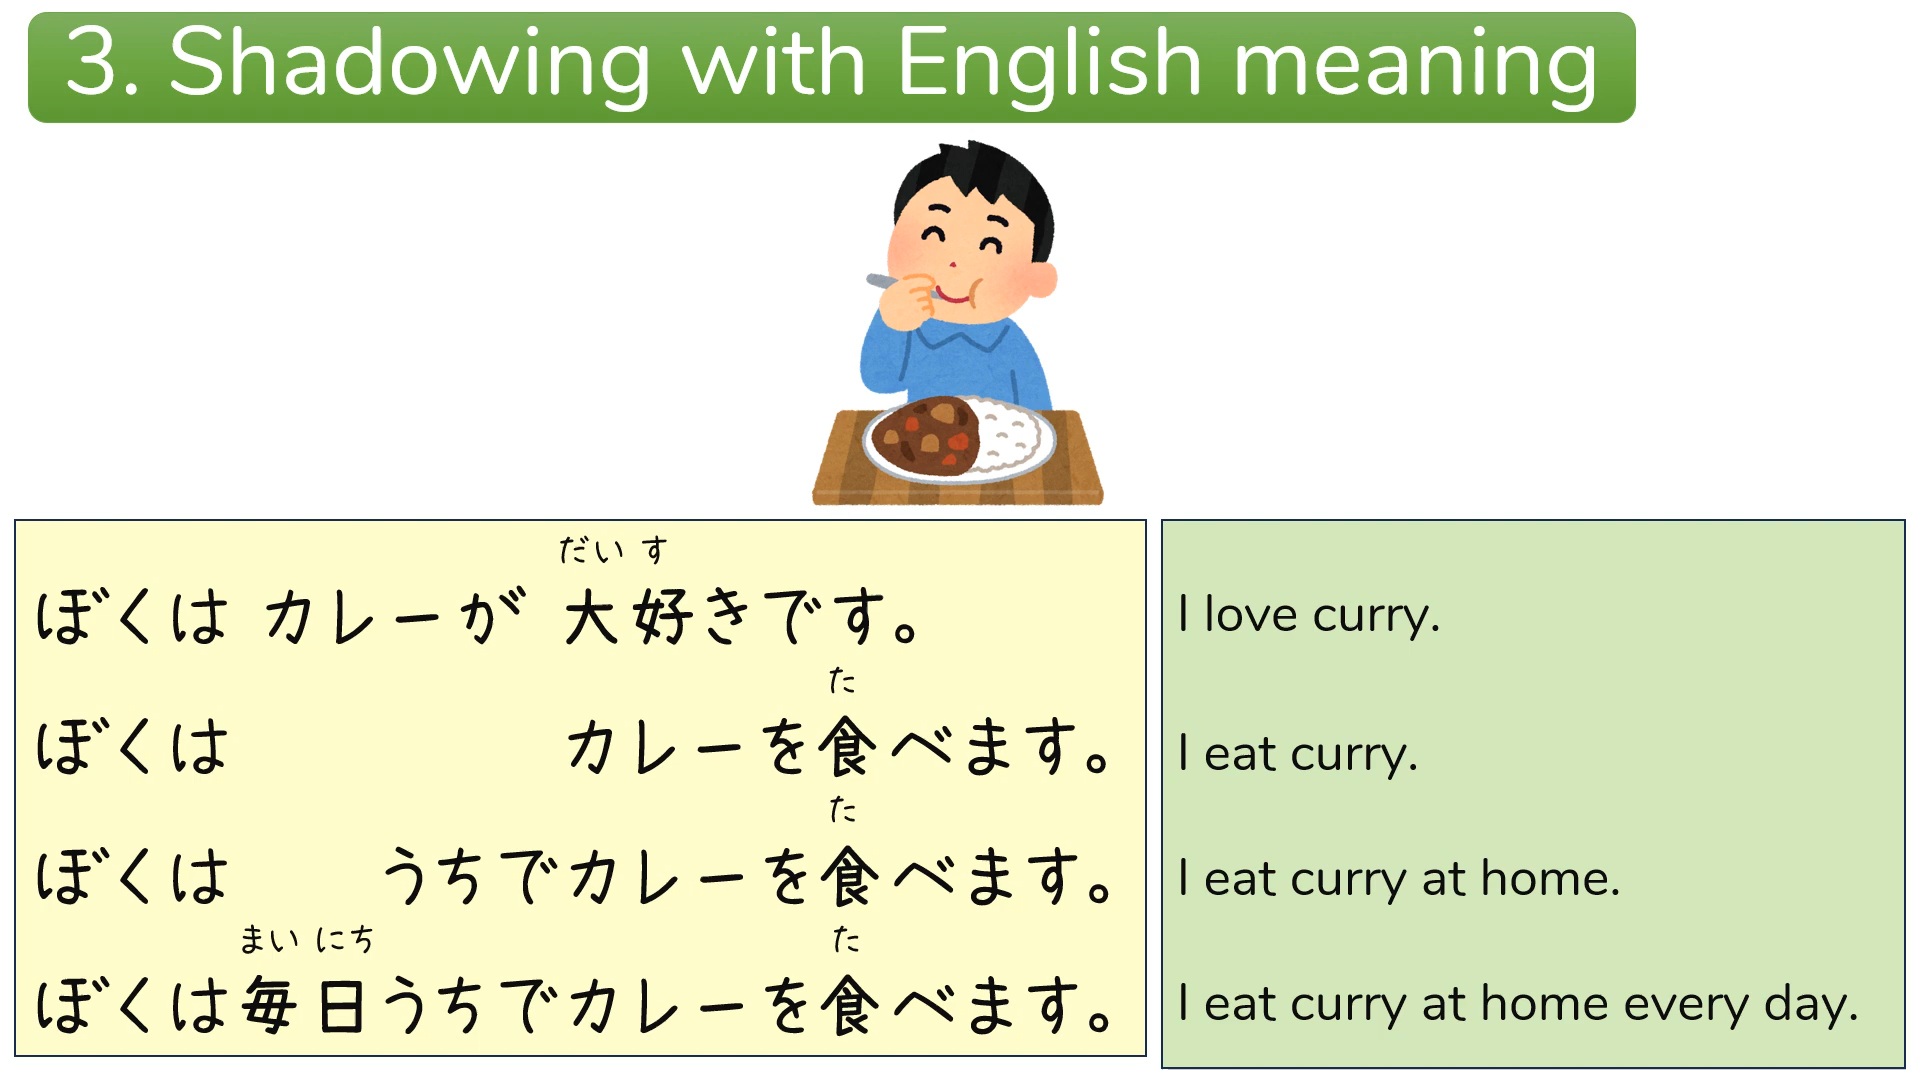 3. Shadowing with English meaning
だい す
ぼくは カレーが 大好きです。
た
ぼくは カレーを食べます。
た
ぼくは うちでカレーを食べます。
まい にち た
ぼくは毎日うちでカレーを食べます。
I love curry.
I eat curry.
I eat curry at home.
I eat curry at home every day.